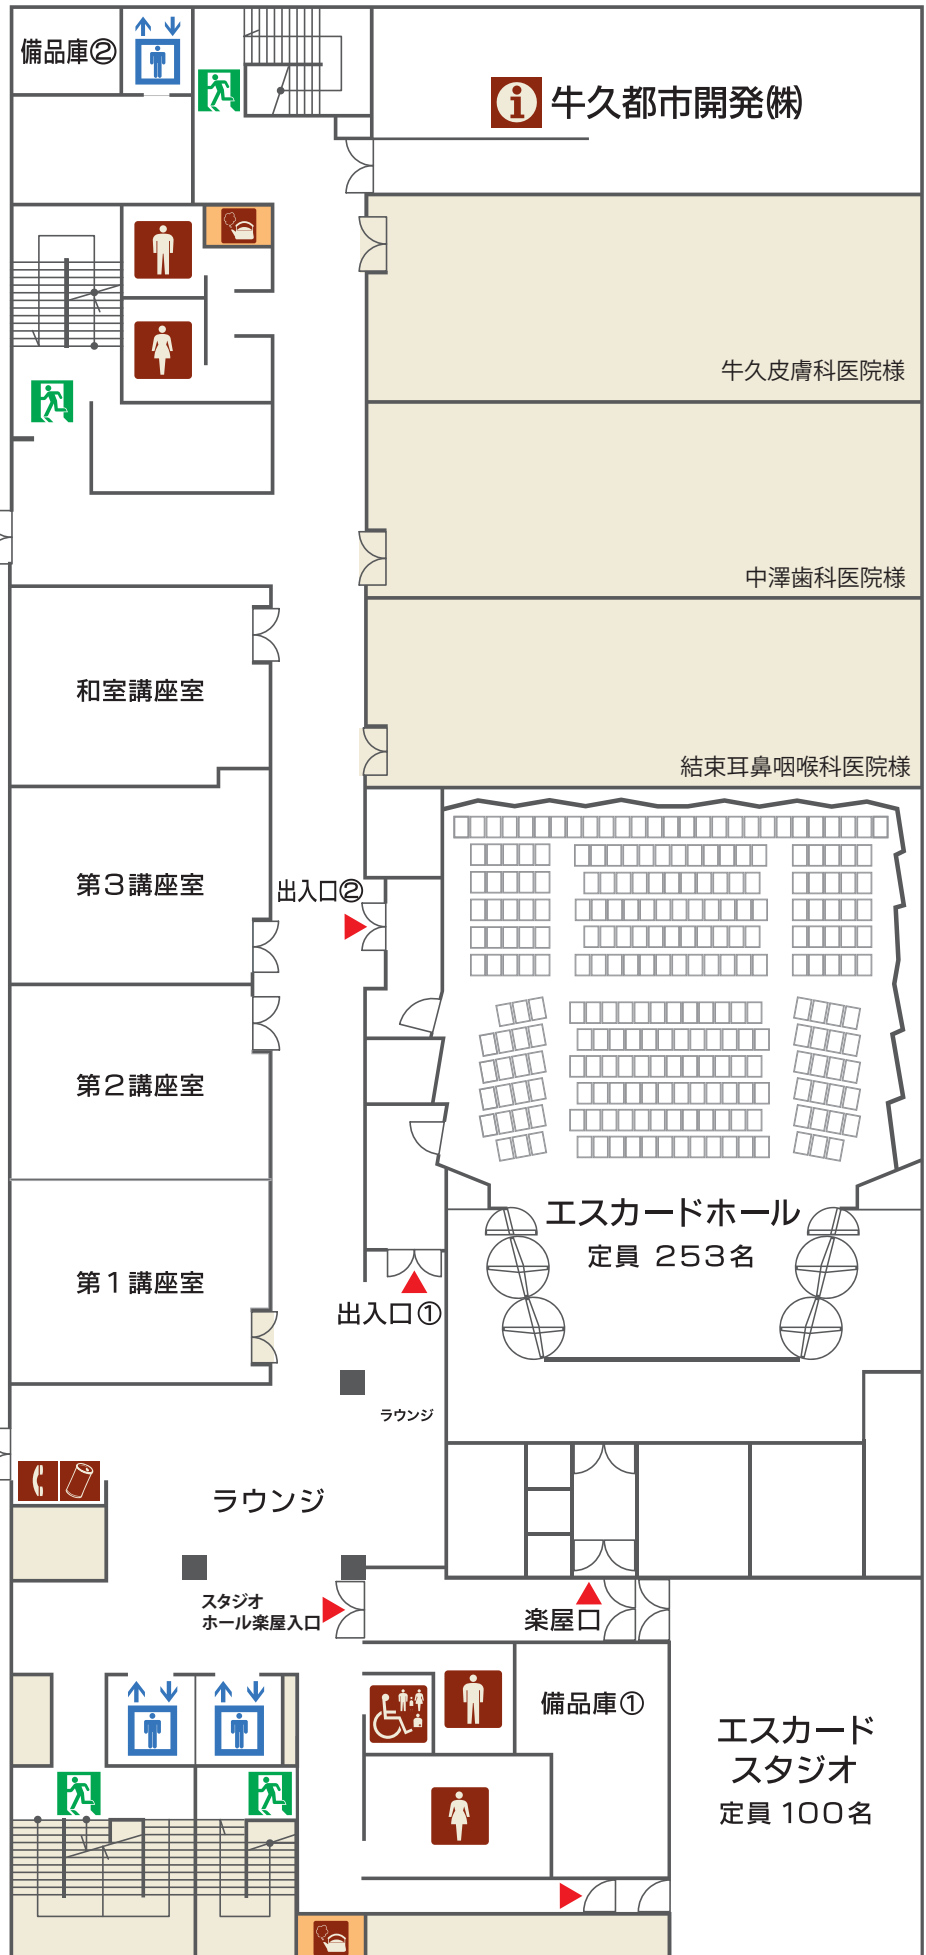 備品庫②
牛久都市開発㈱
牛久皮膚科医院様
中澤歯科医院様
和室講座室
結束耳鼻咽喉科医院様
第3講座室
出入口②
第2講座室
エスカードホール
定員 253名
第1講座室
出入口①
ラウンジ
ラウンジ
スタジオ
ホール楽屋入口
楽屋口
備品庫①
エスカード
スタジオ
定員100名